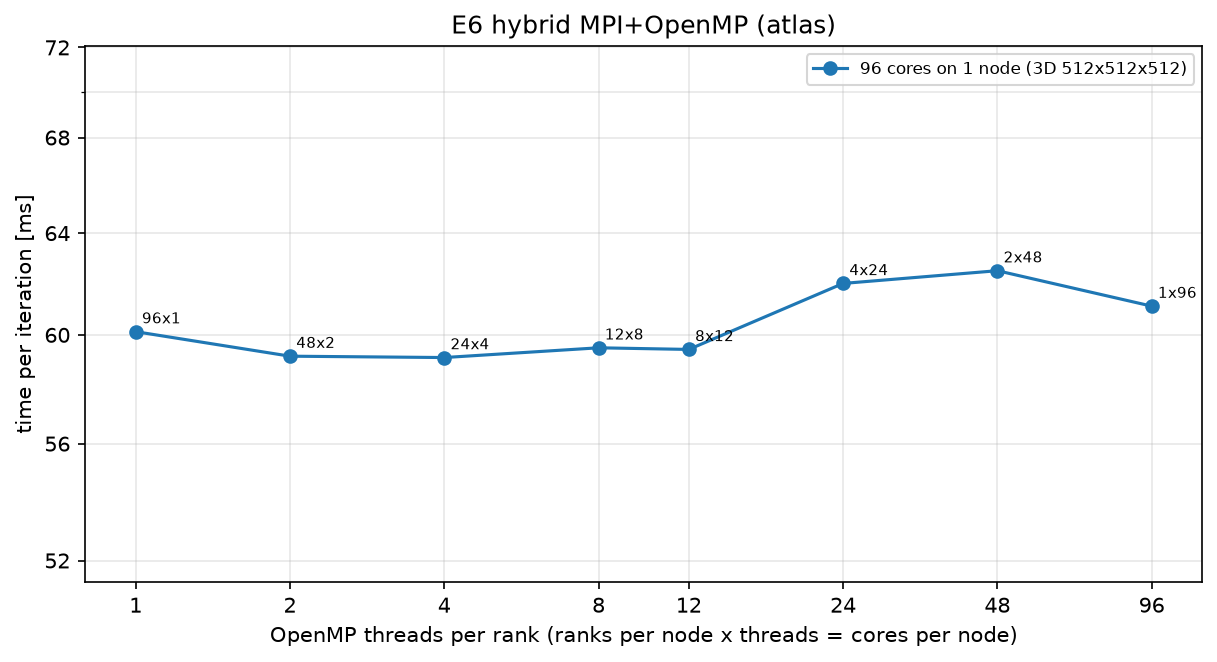 E6 hybrid MPI+OpenMP (atlas)
96 cores on 1 node (3D 512x512x512)
time per iteration [ms]
72
68
64
60
56
52
96x1
48x2
24x4
12x8
8x12
4x24
2x48
1x96
1 2 4 8 12 24 48 96
OpenMP threads per rank (ranks per node x threads = cores per node)